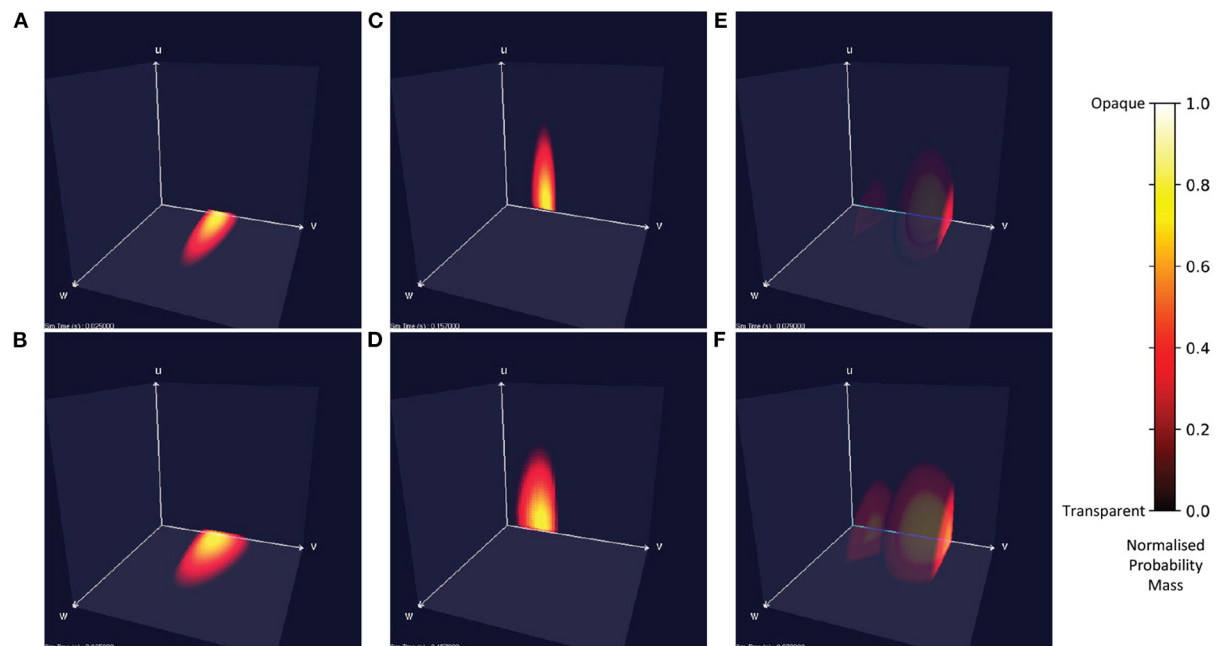 A
C
E
u
v
w
Sim Time (s) : 0.025000
u
v
w
Sim Time (s) : 0.157000
u
v
w
Sim Time (s) : 0.079000
B
D
F
u
v
w
u
v
w
u
v
w
Opaque
1.0
0.8
0.6
0.4
0.2
Transparent
0.0
Normalised
Probability
Mass